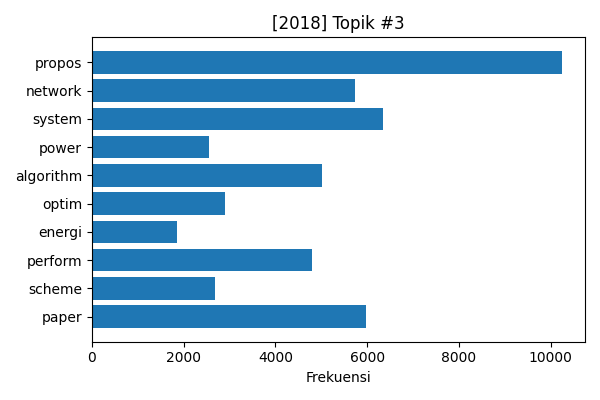 [2018] Topik #3
propos
network
system
power
algorithm
optim
energi
perform
scheme
paper
0 2000 4000 6000 8000 10000
Frekuensi